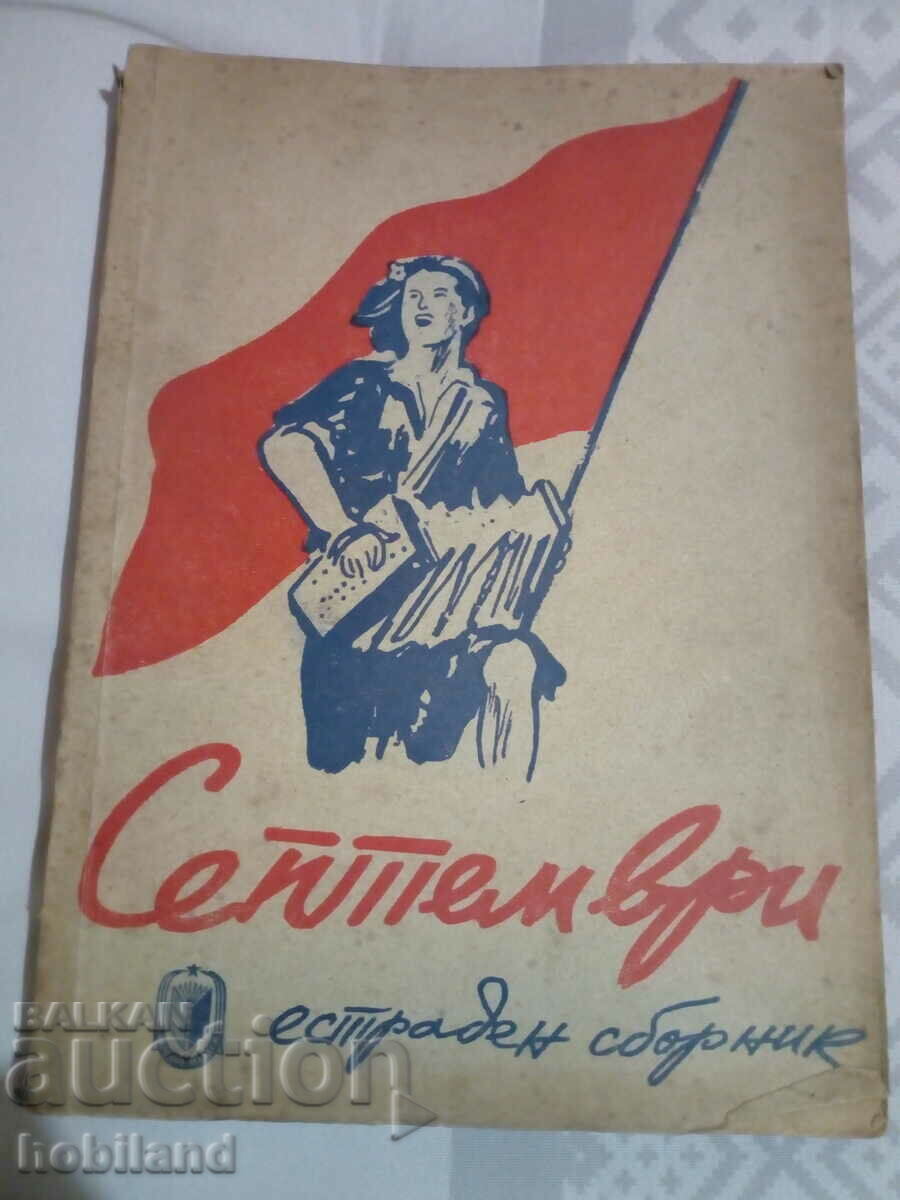 Септември
естраден сборник
BALKAN
auction
hobiland